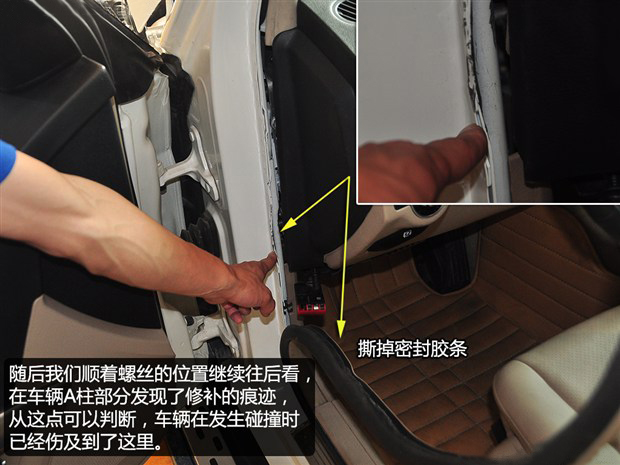 撕掉密封胶条
随后我们顺着螺丝的位置继续往后看，
在车辆A柱部分发现了修补的痕迹，
从这点可以判断，车辆在发生碰撞时
已经伤及到了这里。